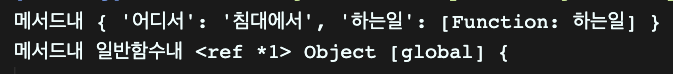 메서드내 { '어디서': '침대에서', '하는일': [Function: 하는일] }
메서드내 일반함수내 <ref *1> Object [global] {